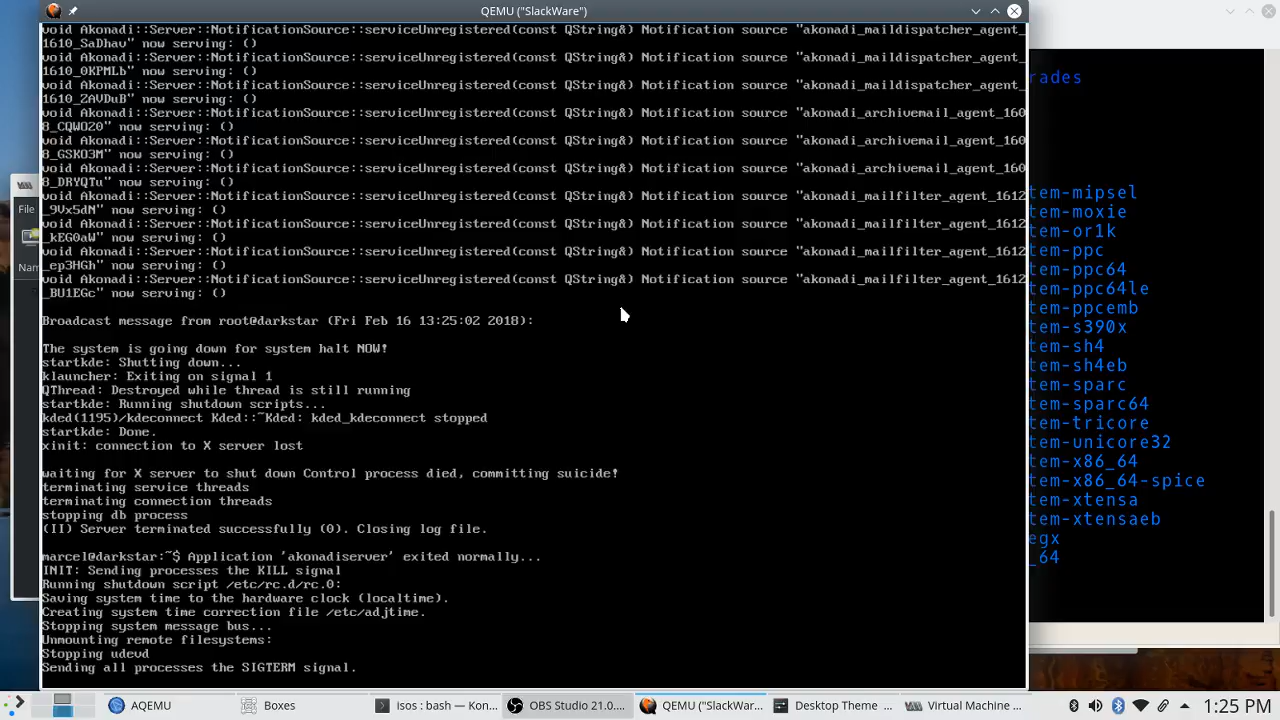 QEMU ("SlackWare")
void Akonadi::Server::NotificationSource::serviceUnregistered(const QString&) Notification source "akonadi_maildispatcher_agent_
1610_SaDhav" now serving: ()
void Akonadi::Server::NotificationSource::serviceUnregistered(const QString&) Notification source "akonadi_maildispatcher_agent_
1610_0KPMLb" now serving: ()
void Akonadi::Server::NotificationSource::serviceUnregistered(const QString&) Notification source "akonadi_maildispatcher_agent_
1610_ZAVDuB" now serving: ()
void Akonadi::Server::NotificationSource::serviceUnregistered(const QString&) Notification source "akonadi_archivemail_agent_160
8_CQWO20" now serving: ()
void Akonadi::Server::NotificationSource::serviceUnregistered(const QString&) Notification source "akonadi_archivemail_agent_160
8_GSKO3M" now serving: ()
void Akonadi::Server::NotificationSource::serviceUnregistered(const QString&) Notification source "akonadi_archivemail_agent_160
8_DRYQTu" now serving: ()
void Akonadi::Server::NotificationSource::serviceUnregistered(const QString&) Notification source "akonadi_mailfilter_agent_1612
_9Vx5dN" now serving: ()
void Akonadi::Server::NotificationSource::serviceUnregistered(const QString&) Notification source "akonadi_mailfilter_agent_1612
_kEG0aW" now serving: ()
void Akonadi::Server::NotificationSource::serviceUnregistered(const QString&) Notification source "akonadi_mailfilter_agent_1612
_ep3HGh" now serving: ()
void Akonadi::Server::NotificationSource::serviceUnregistered(const QString&) Notification source "akonadi_mailfilter_agent_1612
_BU1EGc" now serving: ()
Broadcast message from root@darkstar (Fri Feb 16 13:25:02 2018):
The system is going down for system halt NOW!
startkde: Shutting down...
klauncher: Exiting on signal 1
QThread: Destroyed while thread is still running
startkde: Running shutdown scripts...
kded(1195)/kdeconnect Kded::~Kded: kded_kdeconnect stopped
startkde: Done.
xinit: connection to X server lost
waiting for X server to shut down Control process died, committing suicide!
terminating service threads
terminating connection threads
stopping db process
(II) Server terminated successfully (0). Closing log file.
marcel@darkstar:~$ Application 'akonadiserver' exited normally...
INIT: Sending processes the KILL signal
Running shutdown script /etc/rc.d/rc.0:
Saving system time to the hardware clock (localtime).
Creating system time correction file /etc/adjtime.
Stopping system message bus...
Unmounting remote filesystems:
Stopping udevd
Sending all processes the SIGTERM signal.
File
Nam
rades
tem-mipsel
tem-moxie
tem-or1k
tem-ppc
tem-ppc64
tem-ppc64le
tem-ppcemb
tem-s390x
tem-sh4
tem-sh4eb
tem-sparc
tem-sparc64
tem-tricore
tem-unicore32
tem-x86_64
tem-x86_64-spice
tem-xtensa
tem-xtensaeb
egx
_64
AQEMU
Boxes
isos : bash — Kon...
OBS Studio 21.0....
QEMU ("SlackWar...
Desktop Theme ...
Virtual Machine ...
1:25 PM